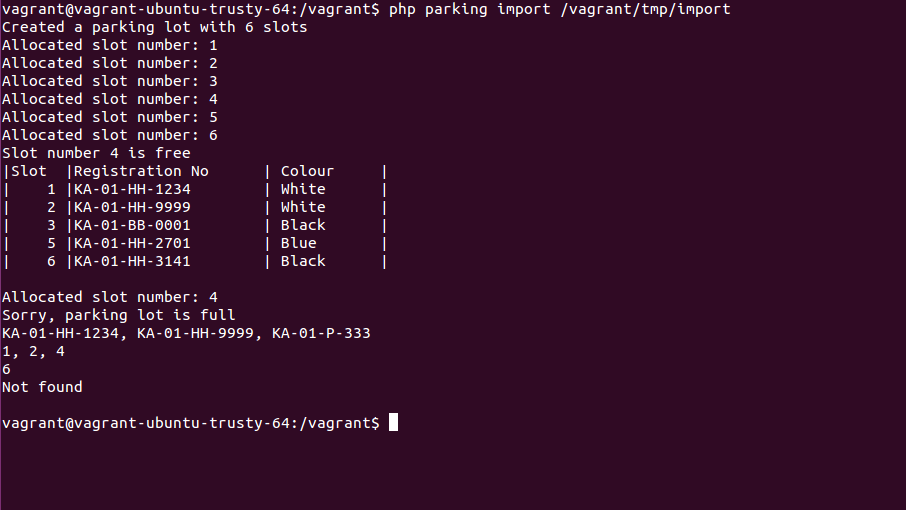 vagrant@vagrant-ubuntu-trusty-64:/vagrant$ php parking import /vagrant/tmp/import
Created a parking lot with 6 slots
Allocated slot number: 1
Allocated slot number: 2
Allocated slot number: 3
Allocated slot number: 4
Allocated slot number: 5
Allocated slot number: 6
Slot number 4 is free
|Slot  |Registration No      | Colour     |
|    1 |KA-01-HH-1234        | White      |
|    2 |KA-01-HH-9999        | White      |
|    3 |KA-01-BB-0001        | Black      |
|    5 |KA-01-HH-2701        | Blue       |
|    6 |KA-01-HH-3141        | Black      |

Allocated slot number: 4
Sorry, parking lot is full
KA-01-HH-1234, KA-01-HH-9999, KA-01-P-333
1, 2, 4
6
Not found

vagrant@vagrant-ubuntu-trusty-64:/vagrant$